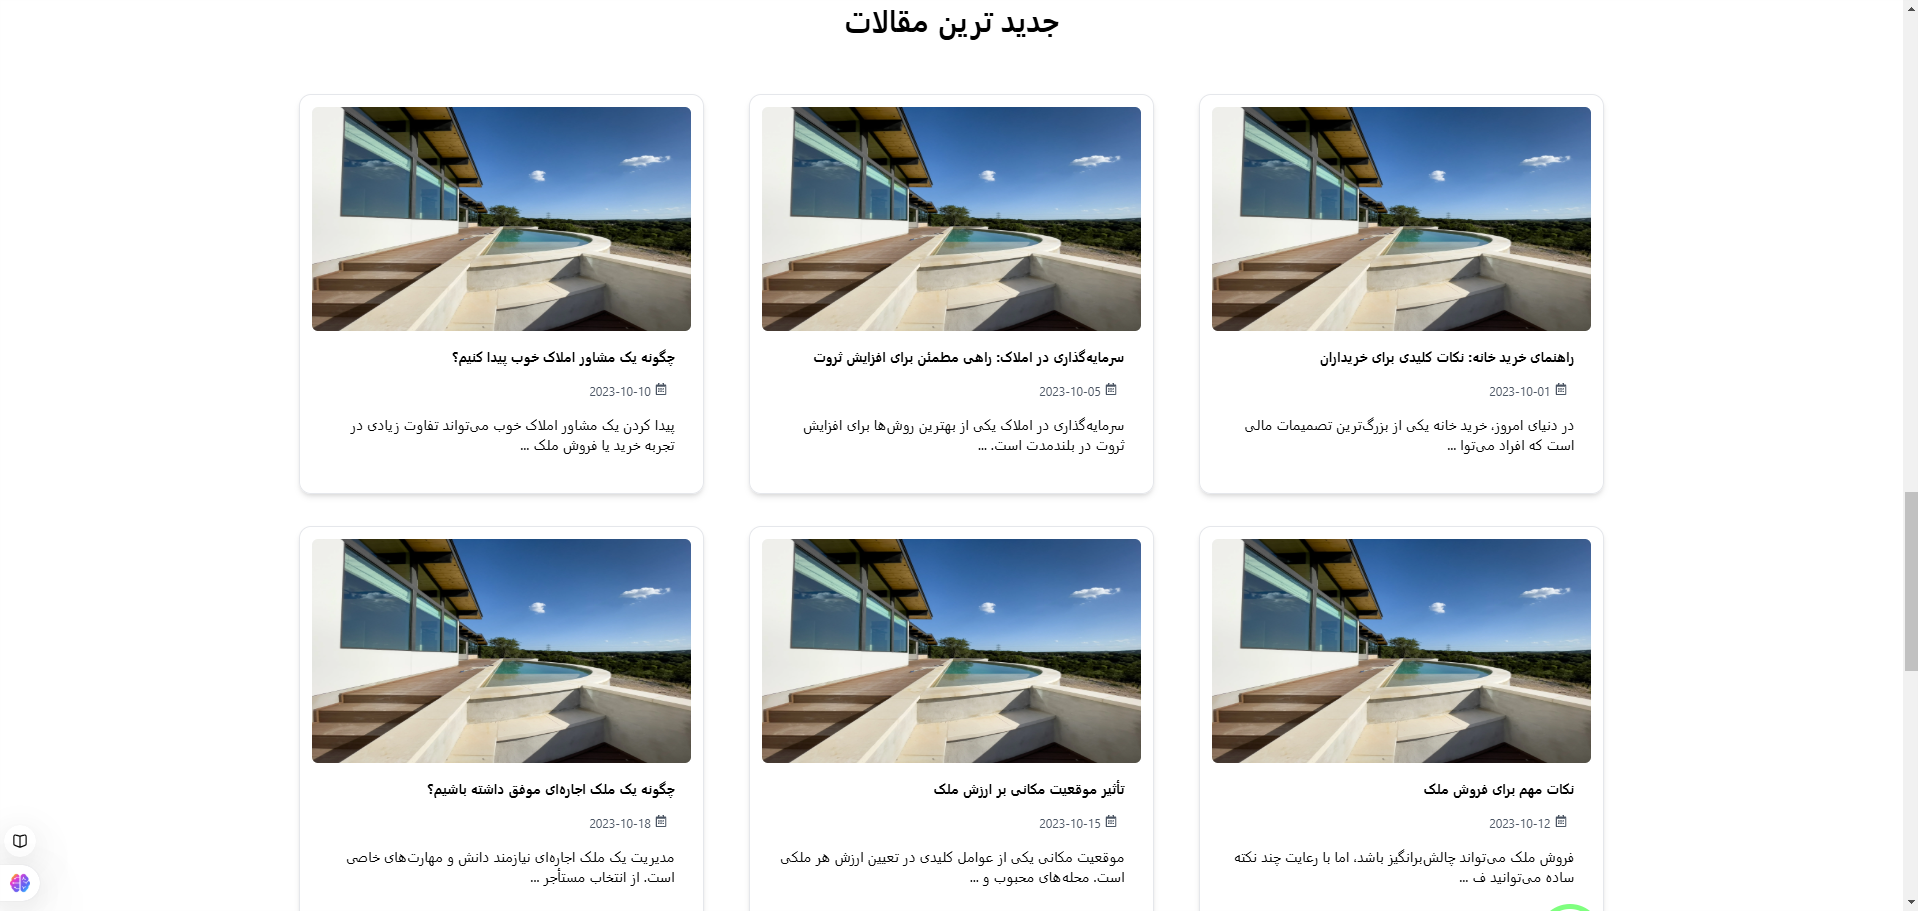 جدید ترین مقالات
راهنمای خرید خانه: نکات کلیدی برای خریداران
2023-10-01
در دنیای امروز، خرید خانه یکی از بزرگ‌ترین تصمیمات مالی
است که افراد می‌توا ...
سرمایه‌گذاری در املاک: راهی مطمئن برای افزایش ثروت
2023-10-05
سرمایه‌گذاری در املاک یکی از بهترین روش‌ها برای افزایش
ثروت در بلندمدت است. ...
چگونه یک مشاور املاک خوب پیدا کنیم؟
2023-10-10
پیدا کردن یک مشاور املاک خوب می‌تواند تفاوت زیادی در
تجربه خرید یا فروش ملک ...
نکات مهم برای فروش ملک
2023-10-12
فروش ملک می‌تواند چالش‌برانگیز باشد، اما با رعایت چند نکته
ساده می‌توانید ف ...
تأثیر موقعیت مکانی بر ارزش ملک
2023-10-15
موقعیت مکانی یکی از عوامل کلیدی در تعیین ارزش هر ملکی
است. محله‌های محبوب و ...
چگونه یک ملک اجاره‌ای موفق داشته باشیم؟
2023-10-18
مدیریت یک ملک اجاره‌ای نیازمند دانش و مهارت‌های خاصی
است. از انتخاب مستأجر ...